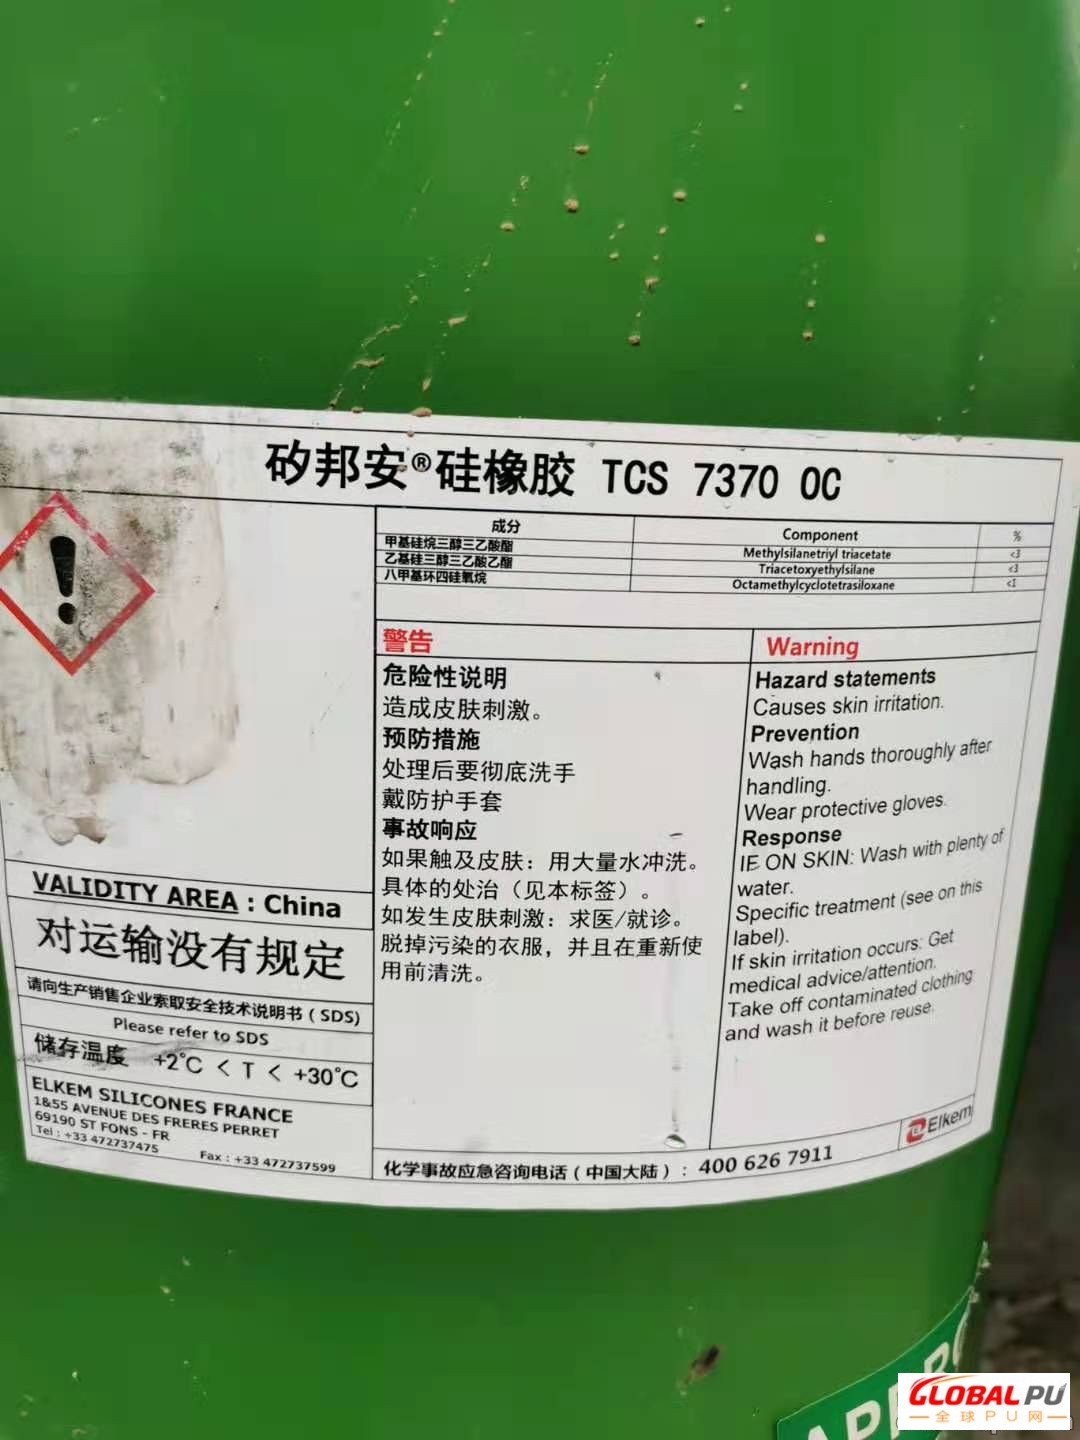 矽邦安®硅橡胶 TCS 7370 OC
成分 Component %
甲基硅烷三醇三乙酸酯 Methylsilanetriyl triacetate <3
乙基硅三醇三乙酸乙酯 Triacetoxyethylsilane <3
八甲基环四硅氧烷 Octamethylcyclotetrasiloxane <1
警告
危险性说明
造成皮肤刺激。
预防措施
处理后要彻底洗手
戴防护手套
事故响应
如果触及皮肤：用大量水冲洗。
具体的处治（见本标签）。
如发生皮肤刺激：求医/就诊。
脱掉污染的衣服，并且在重新使
用前清洗。
Warning
Hazard statements
Causes skin irritation.
Prevention
Wash hands thoroughly after
handling.
Wear protective gloves.
Response
IF ON SKIN: Wash with plenty of
water.
Specific treatment (see on this
label).
If skin irritation occurs: Get
medical advice/attention.
Take off contaminated clothing
and wash it before reuse.
VALIDITY AREA : China
对运输没有规定
请向生产销售企业索取安全技术说明书（SDS)
Please refer to SDS
储存温度 +2℃ < T < +30℃
ELKEM SILICONES FRANCE
1&55 AVENUE DES FRERES PERRET
69190 ST FONS - FR
Tel : +33 472737475 Fax : +33 472737599
化学事故应急咨询电话（中国大陆）: 400 626 7911
Elkem
GLOBAL PU
全球PU网